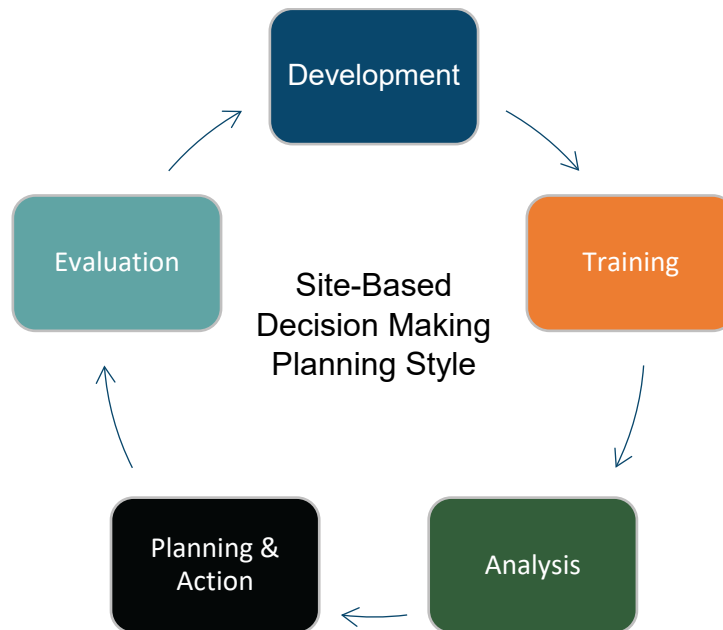 Development
Training
Analysis
Planning &
Action
Evaluation
Site-Based
Decision Making
Planning Style